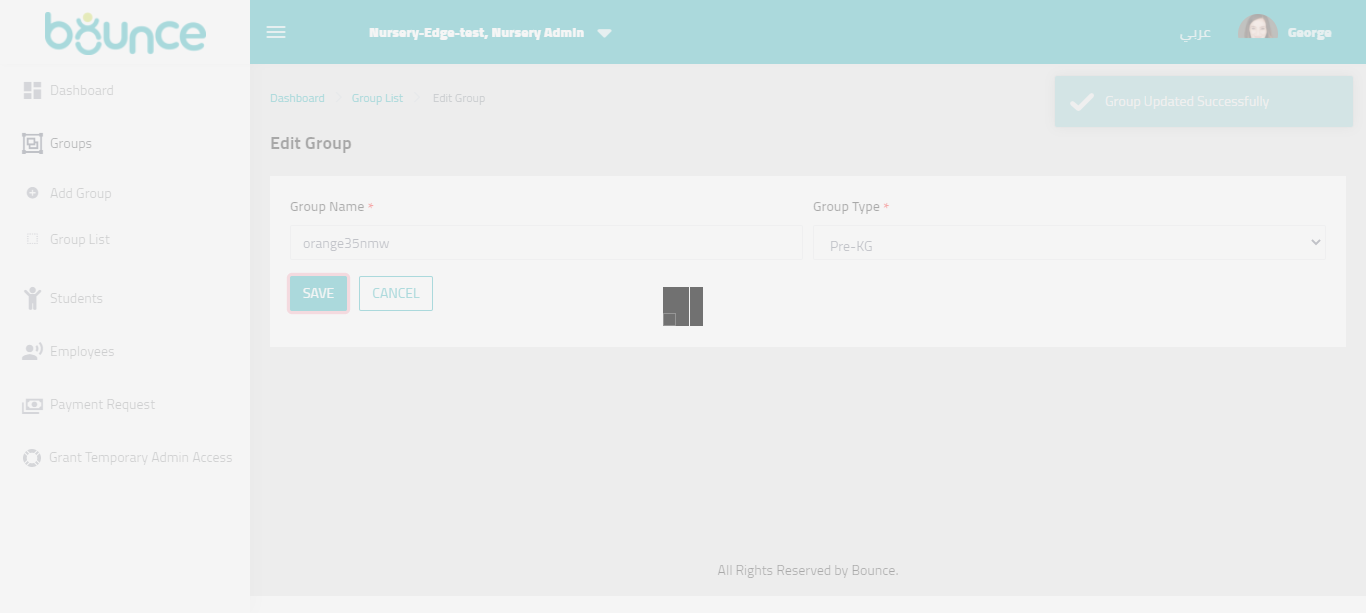 bounce
Nursery-Edge-test, Nursery Admin
عربي
George
Dashboard
Groups
Add Group
Group List
Students
Employees
Payment Request
Grant Temporary Admin Access
Dashboard
Group List
Edit Group
Group Updated Successfully
Edit Group
Group Name *
Group Type *
orange35nmw
Pre-KG
SAVE
CANCEL
All Rights Reserved by Bounce.